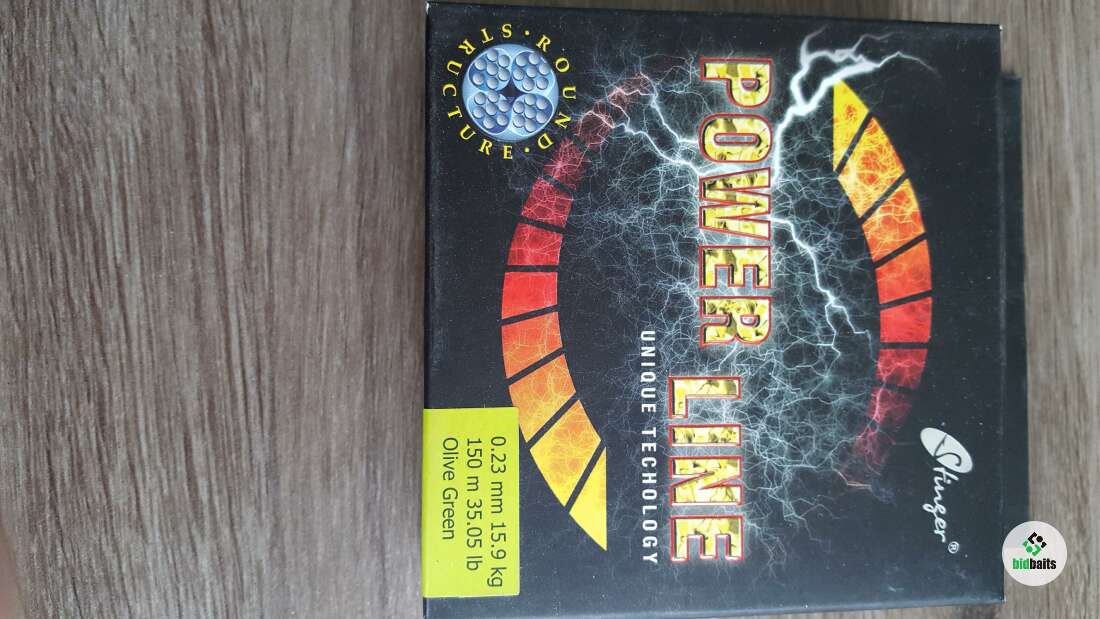 Stinger®
POWER LINE
UNIQUE TECHOLOGY
ROUND · STRUCTURE ·
0.23 mm 15.9 kg
150 m 35.05 lb
Olive Green
bidbaits